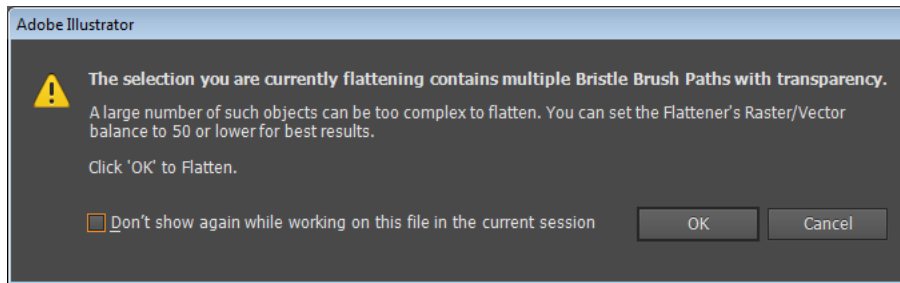 Adobe Illustrator
The selection you are currently flattening contains multiple Bristle Brush Paths with transparency.
A large number of such objects can be too complex to flatten. You can set the Flattener's Raster/Vector
balance to 50 or lower for best results.
Click 'OK' to Flatten.
Don't show again while working on this file in the current session
OK
Cancel